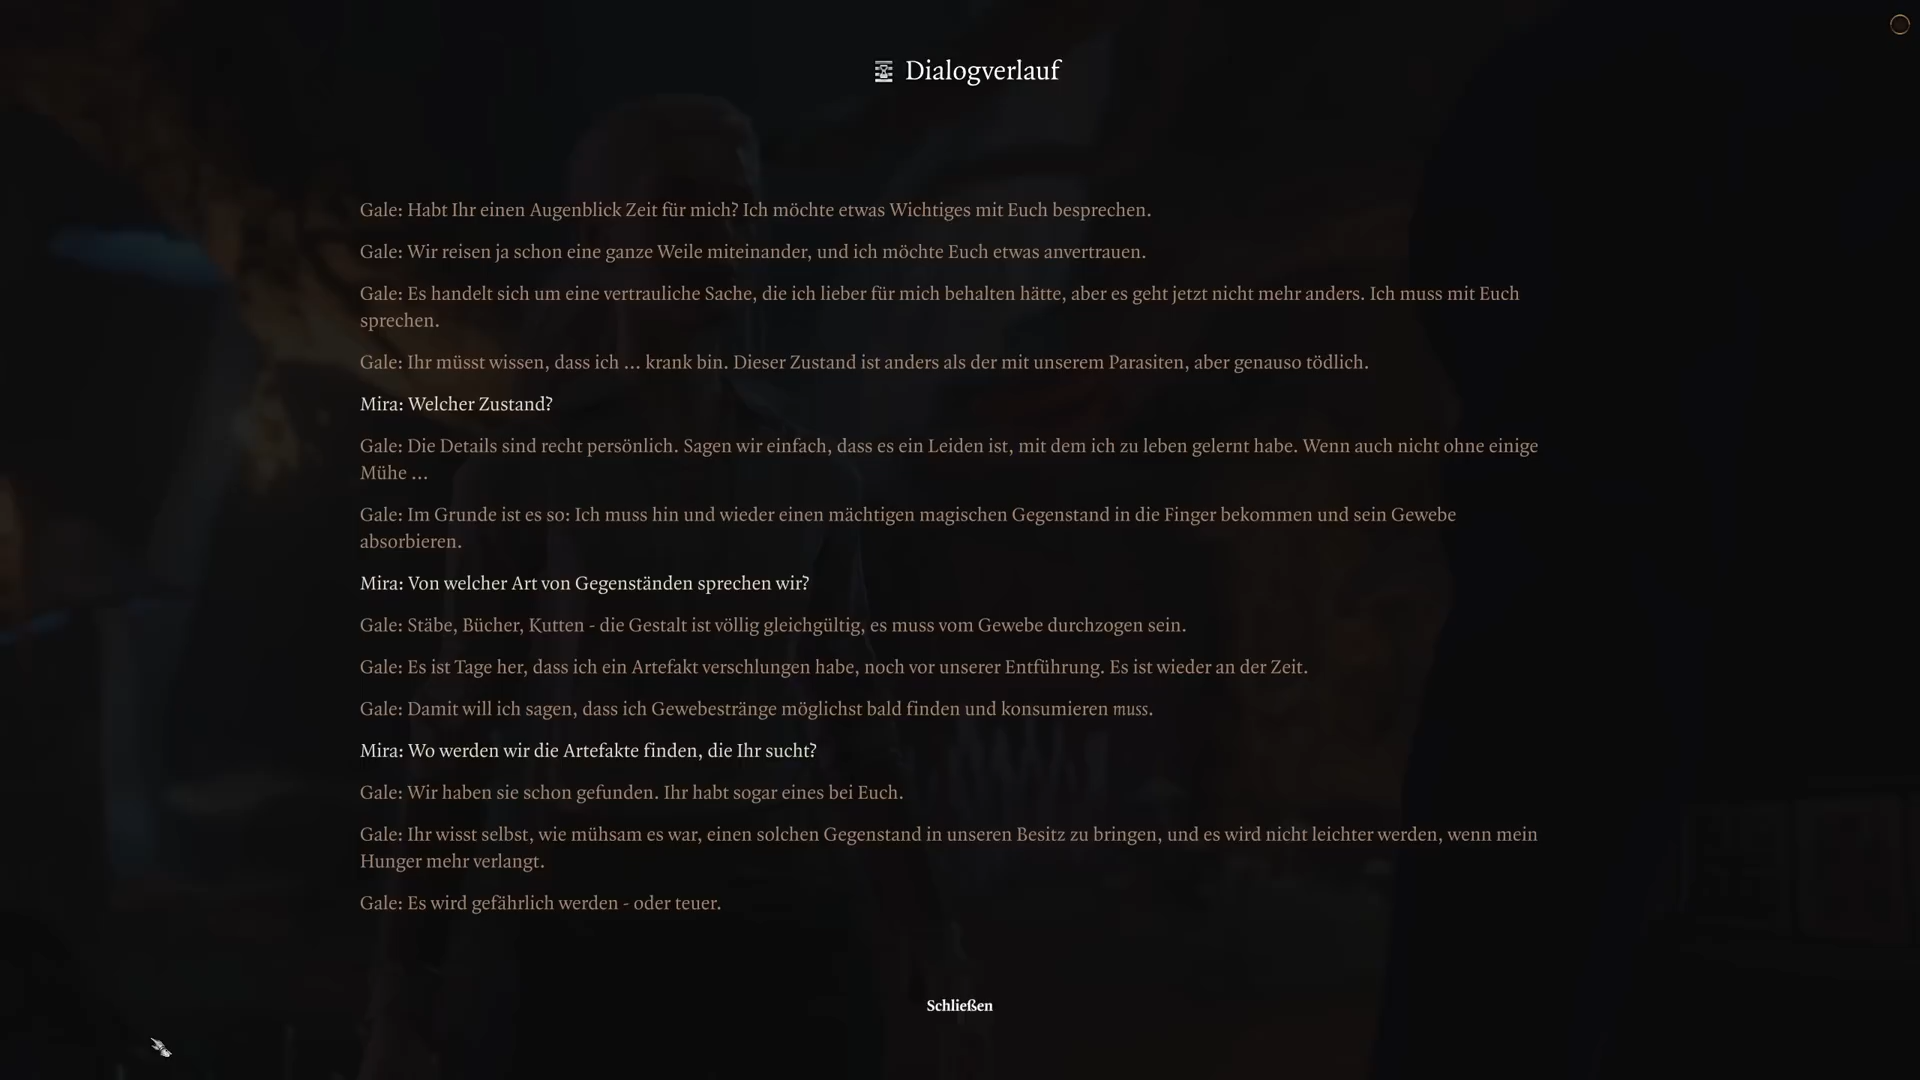 Dialogverlauf
Gale: Habt Ihr einen Augenblick Zeit für mich? Ich möchte etwas Wichtiges mit Euch besprechen.
Gale: Wir reisen ja schon eine ganze Weile miteinander, und ich möchte Euch etwas anvertrauen.
Gale: Es handelt sich um eine vertrauliche Sache, die ich lieber für mich behalten hätte, aber es geht jetzt nicht mehr anders. Ich muss mit Euch
sprechen.
Gale: Ihr müsst wissen, dass ich ... krank bin. Dieser Zustand ist anders als der mit unserem Parasiten, aber genauso tödlich.
Mira: Welcher Zustand?
Gale: Die Details sind recht persönlich. Sagen wir einfach, dass es ein Leiden ist, mit dem ich zu leben gelernt habe. Wenn auch nicht ohne einige
Mühe ...
Gale: Im Grunde ist es so: Ich muss hin und wieder einen mächtigen magischen Gegenstand in die Finger bekommen und sein Gewebe
absorbieren.
Mira: Von welcher Art von Gegenständen sprechen wir?
Gale: Stäbe, Bücher, Kutten - die Gestalt ist völlig gleichgültig, es muss vom Gewebe durchzogen sein.
Gale: Es ist Tage her, dass ich ein Artefakt verschlungen habe, noch vor unserer Entführung. Es ist wieder an der Zeit.
Gale: Damit will ich sagen, dass ich Gewebestränge möglichst bald finden und konsumieren muss.
Mira: Wo werden wir die Artefakte finden, die Ihr sucht?
Gale: Wir haben sie schon gefunden. Ihr habt sogar eines bei Euch.
Gale: Ihr wisst selbst, wie mühsam es war, einen solchen Gegenstand in unseren Besitz zu bringen, und es wird nicht leichter werden, wenn mein
Hunger mehr verlangt.
Gale: Es wird gefährlich werden - oder teuer.
Schließen